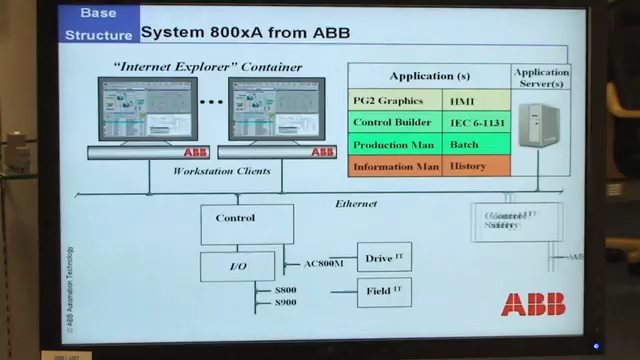 Base
Structure
System 800xA from ABB
“Internet Explorer” Container
Application (s)
Application
Server(s)
PG2 Graphics
HMI
Control Builder
IEC 6-1131
Production Man
Batch
Information Man
History
ABB
ABB
Workstation Clients
Ethernet
Control
I/O
AC800M
Drive IT
S800
S900
Field IT
ABB
© ABB Automation Technology